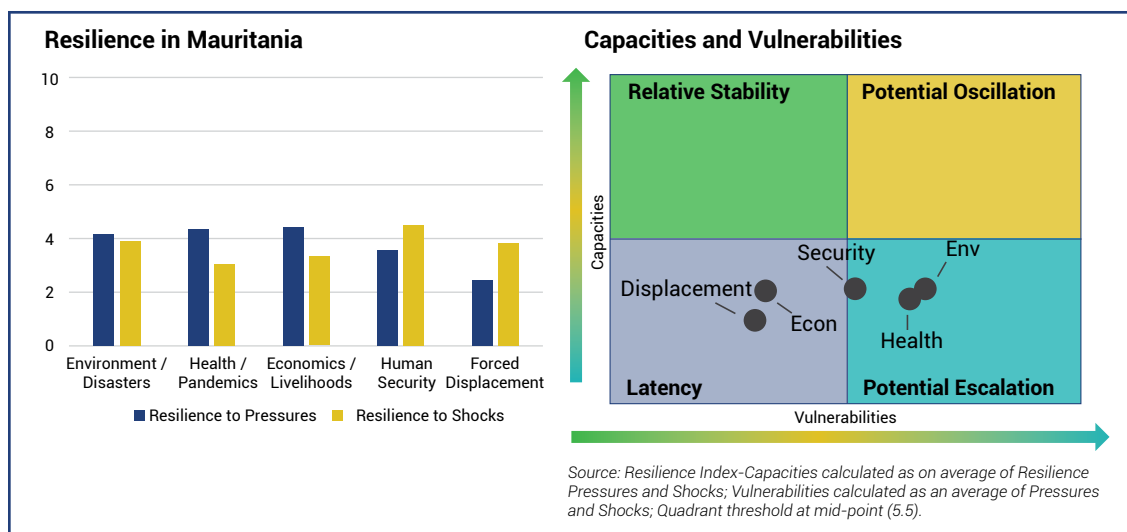 Resilience in Mauritania
10
8
6
4
2
0
Environment /
Disasters
Health /
Pandemics
Economics /
Livelihoods
Human
Security
Forced
Displacement
Resilience to Pressures
Resilience to Shocks
Capacities and Vulnerabilities
Capacities
Relative Stability
Potential Oscillation
Security
Env
Displacement
Econ
Health
Latency
Potential Escalation
Vulnerabilities
Source: Resilience Index-Capacities calculated as on average of Resilience
Pressures and Shocks; Vulnerabilities calculated as an average of Pressures
and Shocks; Quadrant threshold at mid-point (5.5).